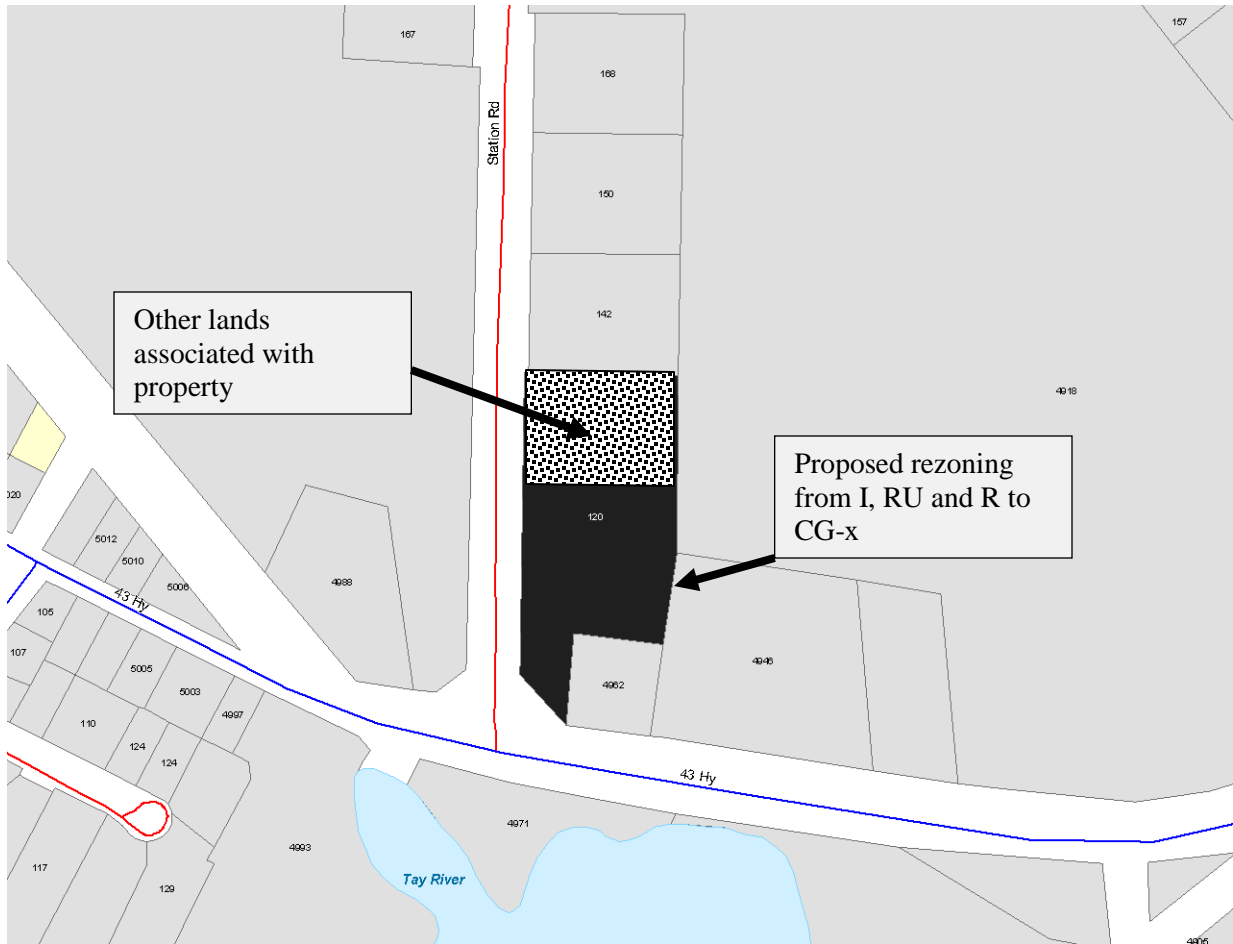 167
157
168
Station Rd
150
142
Other lands
associated with
property
4918
Proposed rezoning
from I, RU and R to
CG-x
020
120
5012
5010
5006
4988
43 Hy
105
107
5005
5003
4997
4962
4946
110
124
124
43 Hy
4971
4993
117
129
Tay River
4905